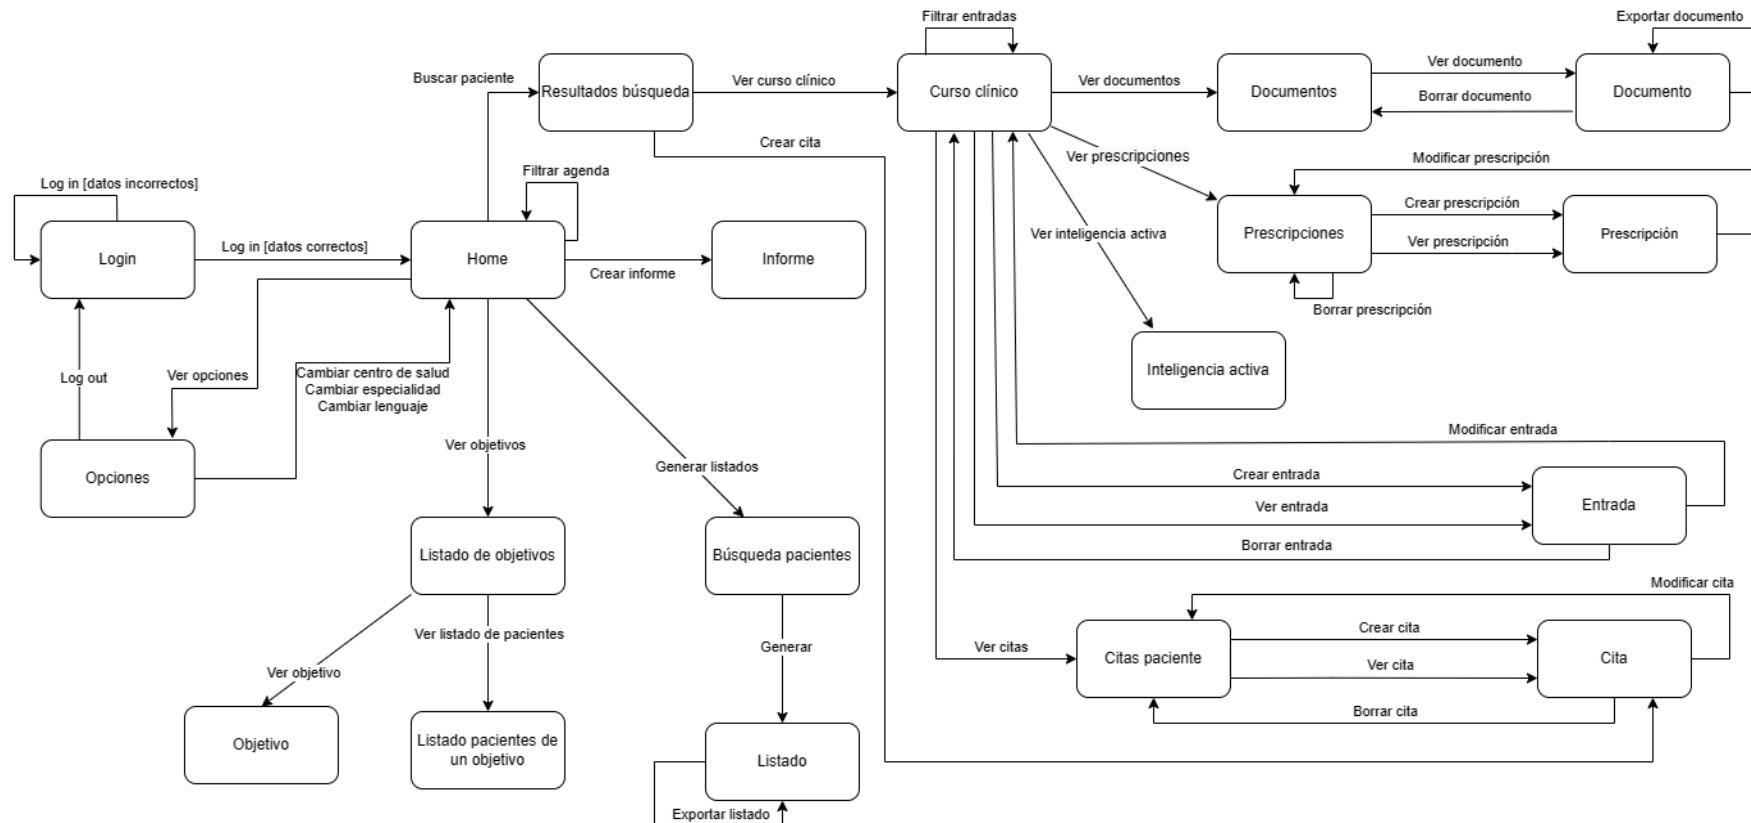 Filtrar entradas
Exportar documento
Buscar paciente
Resultados búsqueda
Ver curso clínico
Curso clínico
Ver documentos
Documentos
Ver documento
Borrar documento
Documento
Crear cita
Ver prescripciones
Modificar prescripción
Log in [datos incorrectos]
Filtrar agenda
Login
Log in [datos correctos]
Home
Crear informe
Informe
Ver inteligencia activa
Prescripciones
Crear prescripción
Ver prescripción
Prescripción
Borrar prescripción
Log out
Ver opciones
Cambiar centro de salud
Cambiar especialidad
Cambiar lenguaje
Inteligencia activa
Opciones
Ver objetivos
Generar listados
Modificar entrada
Crear entrada
Ver entrada
Entrada
Borrar entrada
Listado de objetivos
Búsqueda pacientes
Modificar cita
Ver listado de pacientes
Generar
Ver citas
Citas paciente
Crear cita
Ver cita
Cita
Borrar cita
Ver objetivo
Objetivo
Listado pacientes de
un objetivo
Listado
Exportar listado